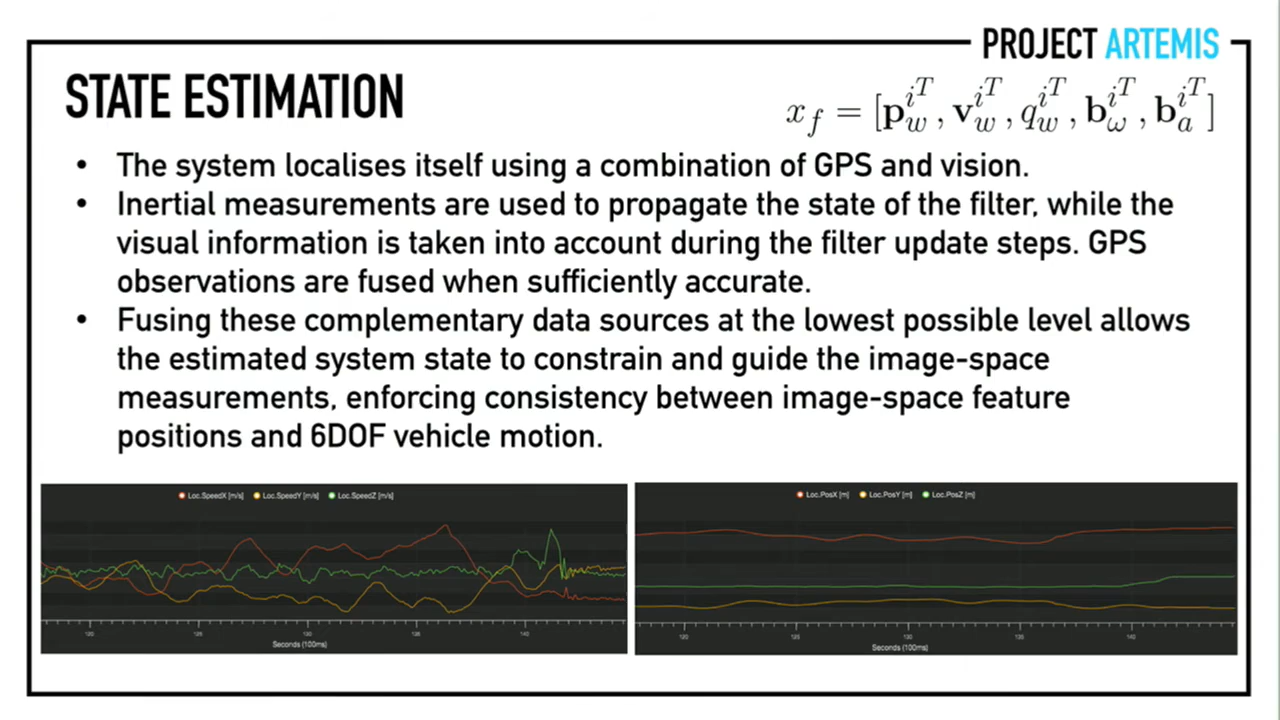 PROJECT ARTEMIS
STATE ESTIMATION
x_f = [p_w^{i^T}, v_w^{i^T}, q_w^{i^T}, b_ω^{i^T}, b_a^{i^T}]
• The system localises itself using a combination of GPS and vision.
• Inertial measurements are used to propagate the state of the filter, while the
visual information is taken into account during the filter update steps. GPS
observations are fused when sufficiently accurate.
• Fusing these complementary data sources at the lowest possible level allows
the estimated system state to constrain and guide the image-space
measurements, enforcing consistency between image-space feature
positions and 6DOF vehicle motion.
Loc.SpeedX [m/s] Loc.SpeedY [m/s] Loc.SpeedZ [m/s]
120 125 130 135 140
Seconds (100ms)
Loc.PosX [m] Loc.PosY [m] Loc.PosZ [m]
120 125 130 135 140
Seconds (100ms)